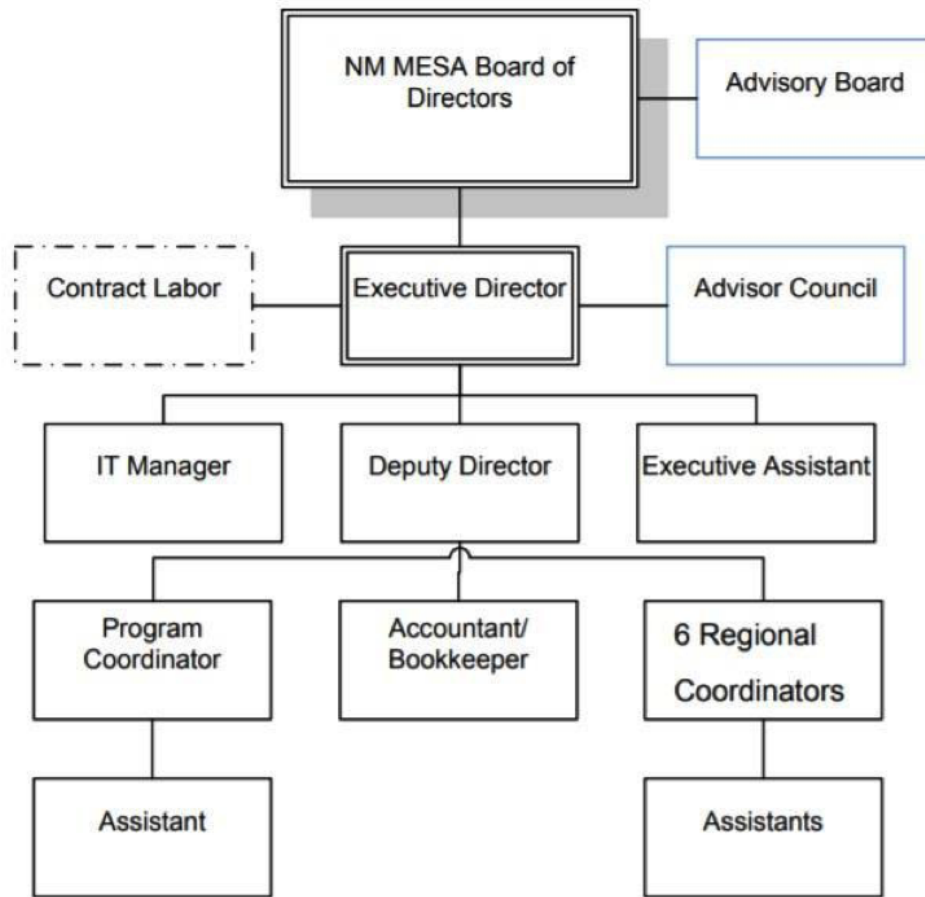 NM MESA Board of
Directors
Advisory Board
Contract Labor
Executive Director
Advisor Council
IT Manager
Deputy Director
Executive Assistant
Program
Coordinator
Accountant/
Bookkeeper
6 Regional
Coordinators
Assistant
Assistants